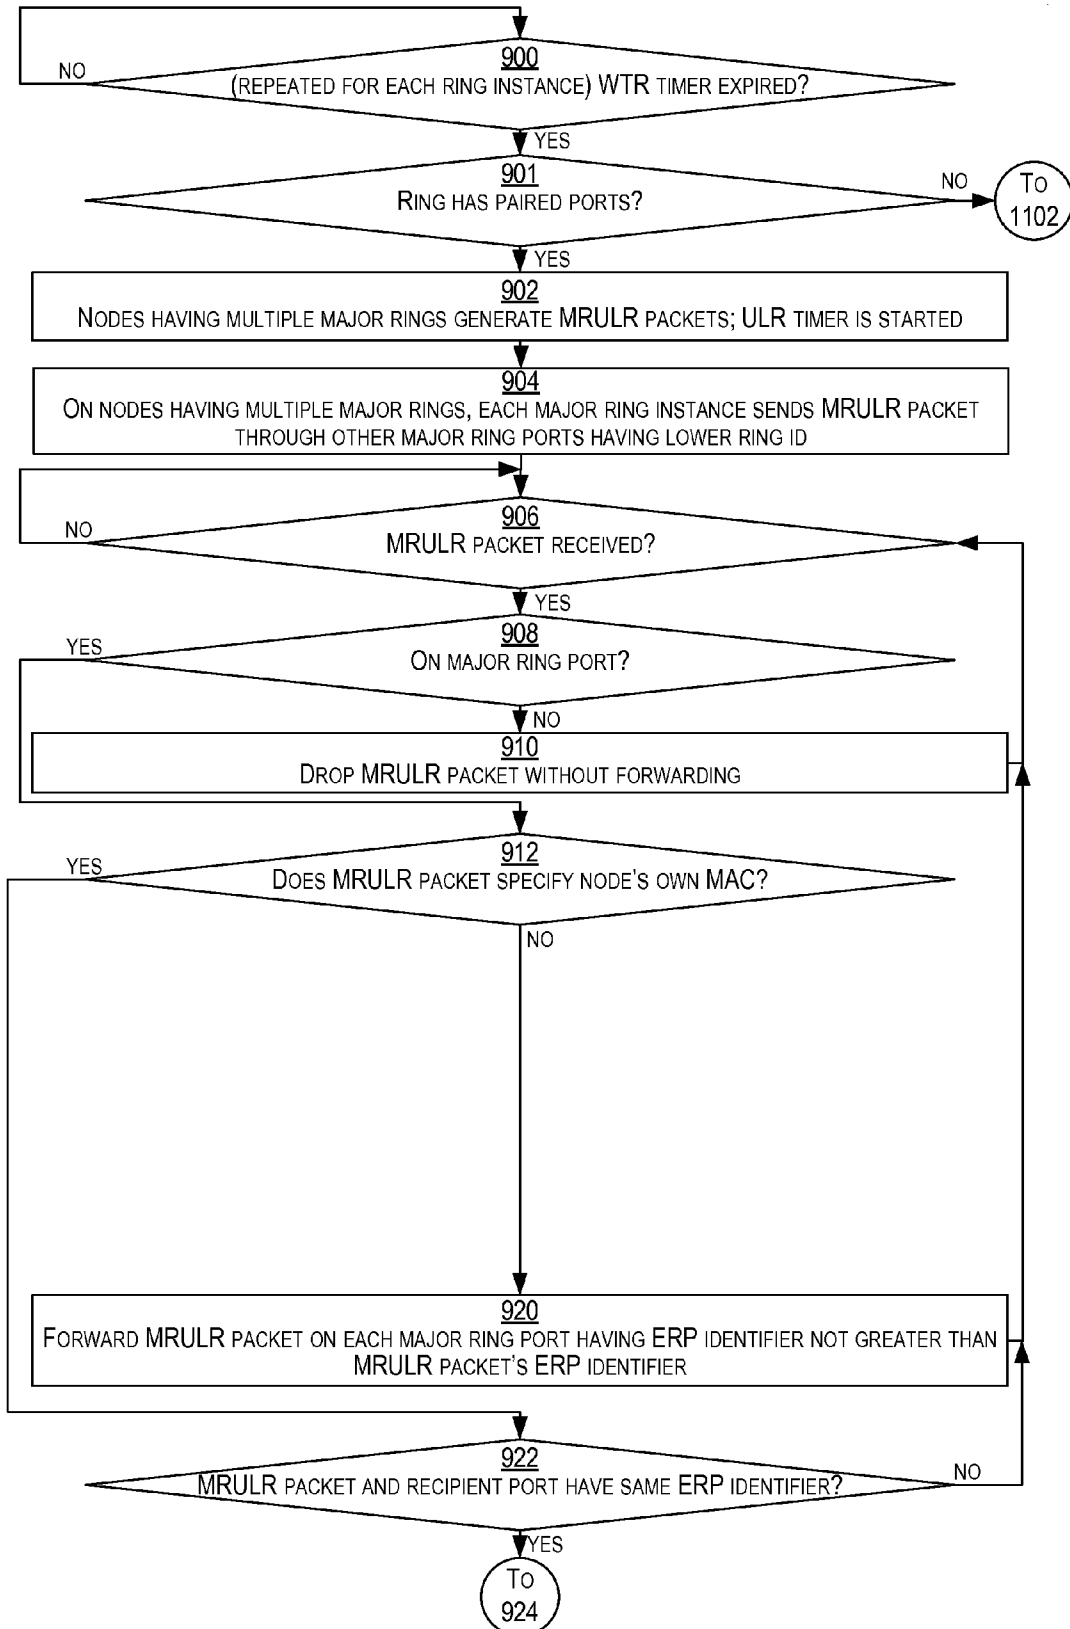 900
NO
(REPEATED FOR EACH RING INSTANCE) WTR TIMER EXPIRED?
YES
901
RING HAS PAIRED PORTS?
NO
TO
1102
YES
902
NODES HAVING MULTIPLE MAJOR RINGS GENERATE MRULR PACKETS; ULR TIMER IS STARTED
904
ON NODES HAVING MULTIPLE MAJOR RINGS, EACH MAJOR RING INSTANCE SENDS MRULR PACKET
THROUGH OTHER MAJOR RING PORTS HAVING LOWER RING ID
906
NO
MRULR PACKET RECEIVED?
YES
908
YES
ON MAJOR RING PORT?
NO
910
DROP MRULR PACKET WITHOUT FORWARDING
912
YES
DOES MRULR PACKET SPECIFY NODE'S OWN MAC?
NO
920
FORWARD MRULR PACKET ON EACH MAJOR RING PORT HAVING ERP IDENTIFIER NOT GREATER THAN
MRULR PACKET'S ERP IDENTIFIER
922
MRULR PACKET AND RECIPIENT PORT HAVE SAME ERP IDENTIFIER?
NO
YES
TO
924